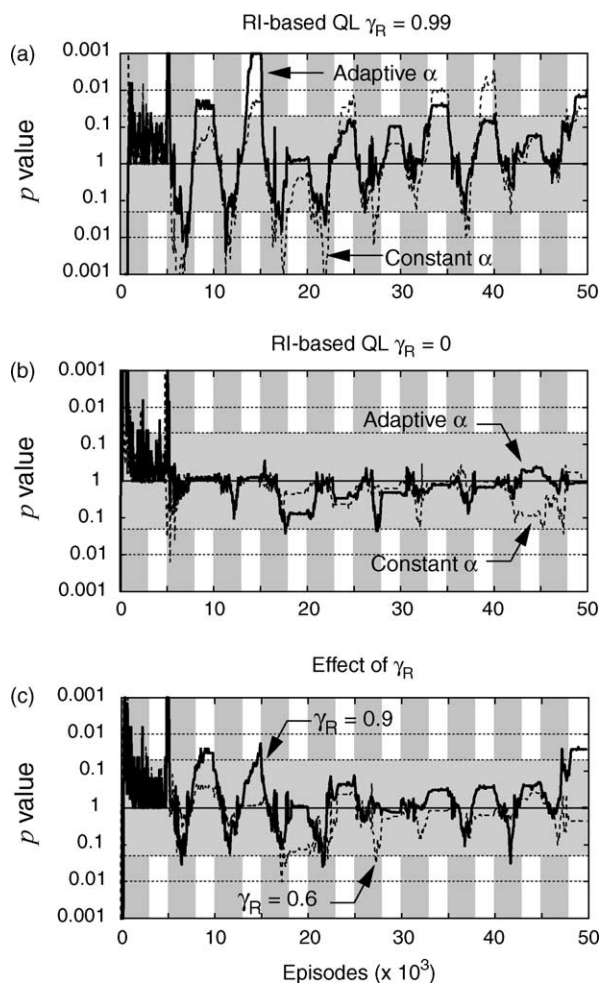 RI-based QL γR = 0.99
(a)
0.001
0.01
0.1
1
0.1
0.01
0.001
p value
Adaptive α
Constant α
0 10 20 30 40 50
RI-based QL γR = 0
(b)
0.001
0.01
0.1
1
0.1
0.01
0.001
p value
Adaptive α
Constant α
0 10 20 30 40 50
Effect of γR
(c)
0.001
0.01
0.1
1
0.1
0.01
0.001
p value
γR = 0.9
γR = 0.6
0 10 20 30 40 50
Episodes (x 10³)